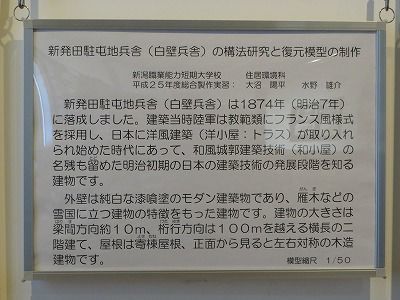 新発田駐屯地兵舎（白壁兵舎）の構法研究と復元模型の制作
新潟職業能力短期大学校　住居環境科
平成25年度総合製作実習：大沼 陽平　水野 雄介
新発田駐屯地兵舎（白壁兵舎）は1874年（明治7年）
に落成しました。建築当時陸軍は教範類にフランス風様式
を採用し、日本に洋風建築（洋小屋：トラス）が取り入れ
られ始めた時代にあって、和風城郭建築技術（和小屋）の
名残も留めた明治初期の日本の建築技術の発展段階を知る
建物です。
外壁は純白な漆喰塗のモダン建築物であり、雁木などの
雪国に立つ建物の特徴をもった建物です。建物の大きさは
梁間方向約10m、桁行方向は100mを越える横長の二
階建て、屋根は寄棟屋根、正面から見ると左右対称の木造
建物です。
模型縮尺 1/50